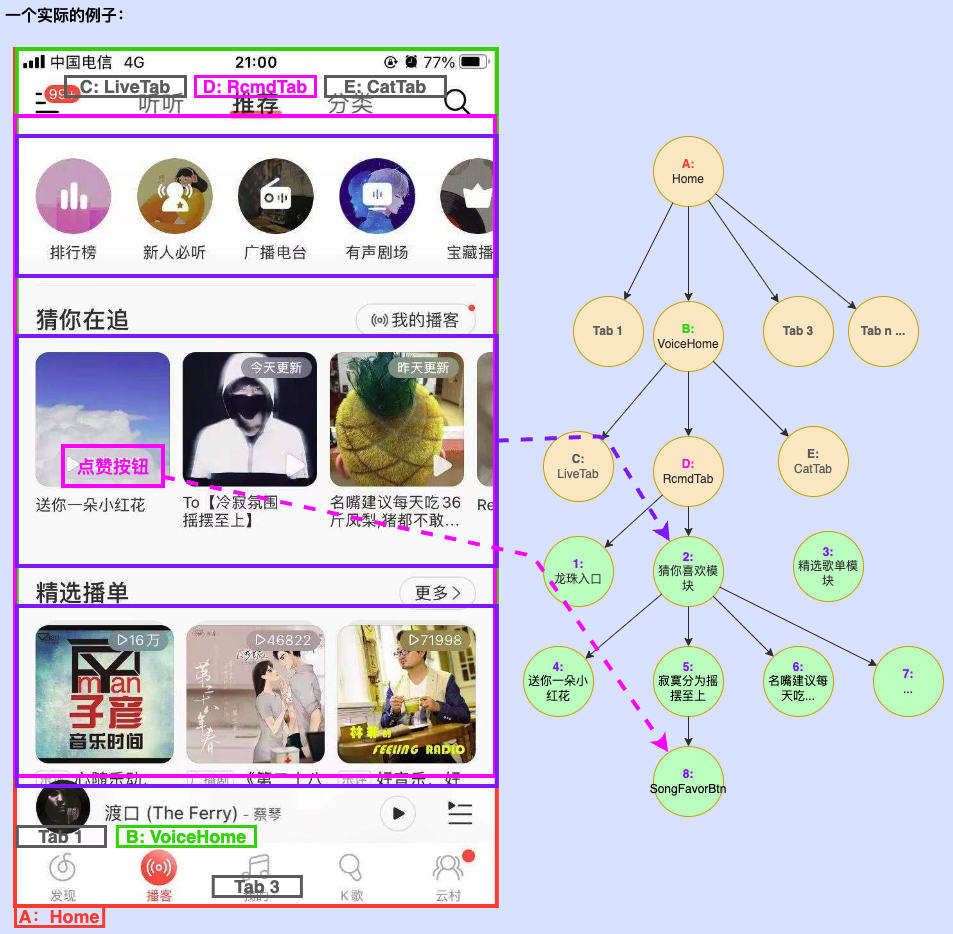 一个实际的例子：
中国电信 4G 21:00 77%
C: LiveTab D: RcmdTab E: CatTab
99+ 听听 推荐 分类
排行榜 新人必听 广播电台 有声剧场 宝藏播
猜你在追 我的播客
今天更新 昨天更新
点赞按钮
送你一朵小红花 To【冷寂氛围 名嘴建议每天吃36 Re
摇摆至上】 斤凤梨,猪都不敢...
精选播单 更多
16万 46822 71998
子彦
音乐时间
FEELING RADIO
渡口 (The Ferry) - 蔡琴
Tab 1 B: VoiceHome
Tab 3
发现 播客 我的 K歌 云村
A: Home
A:
Home
Tab 1
B:
VoiceHome
Tab 3
Tab n ...
C:
LiveTab
D:
RcmdTab
E:
CatTab
1:
龙珠入口
2:
猜你喜欢模
块
3:
精选歌单模
块
4:
送你一朵小
红花
5:
寂寞分为摇
摆至上
6:
名嘴建议每
天吃...
7:
...
8:
SongFavorBtn